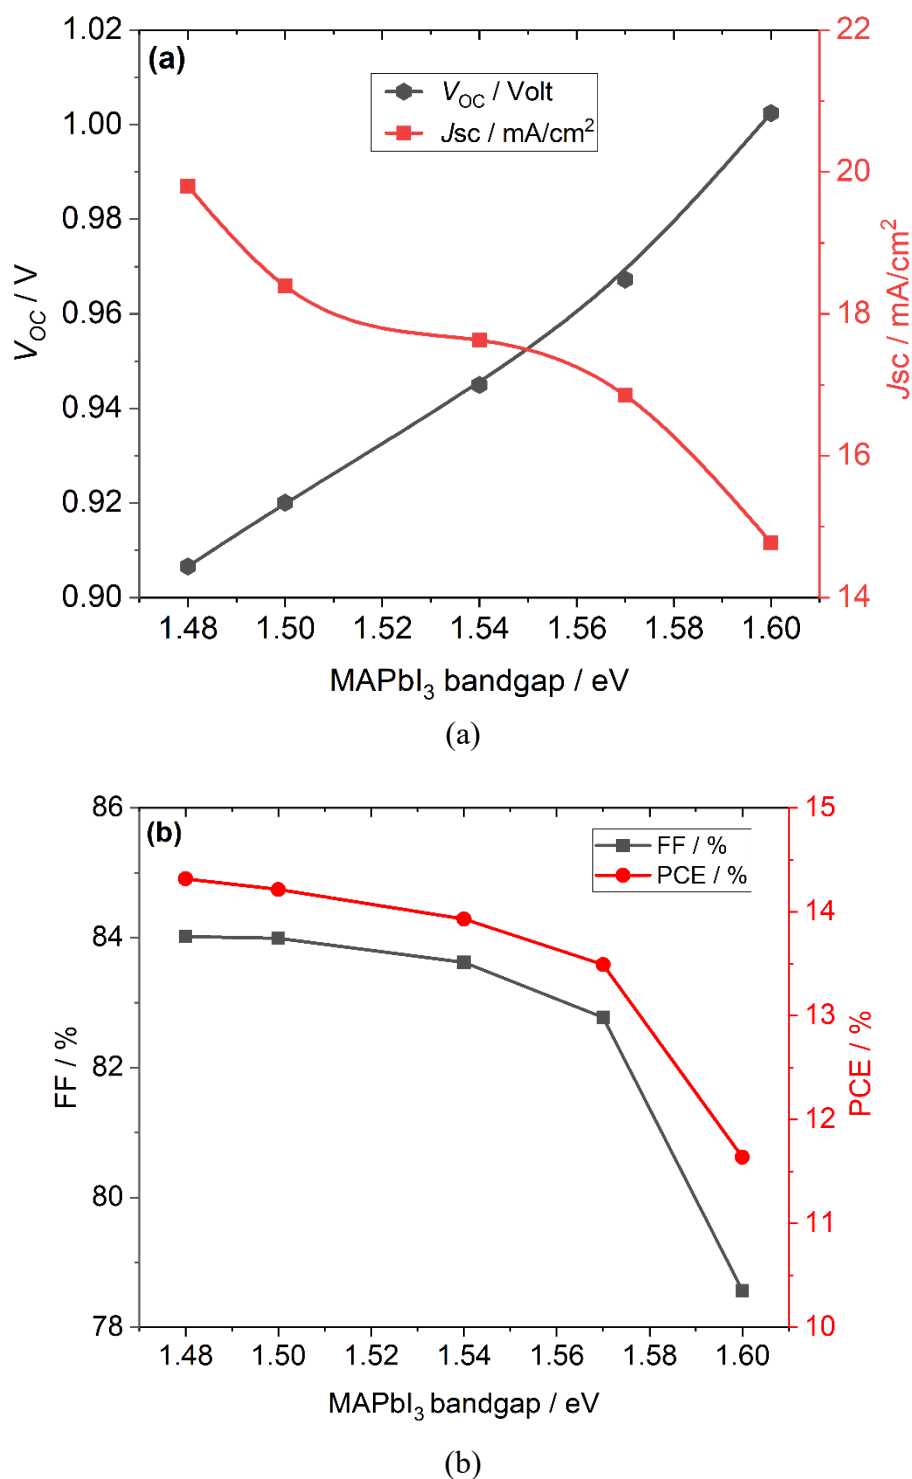 (a)
V_OC / Volt
Jsc / mA/cm²
1.02
1.00
0.98
0.96
0.94
0.92
0.90
V_OC / V
22
20
18
16
14
Jsc / mA/cm²
1.48 1.50 1.52 1.54 1.56 1.58 1.60
MAPbI₃ bandgap / eV
(a)
(b)
FF / %
PCE / %
86
84
82
80
78
FF / %
15
14
13
12
11
10
PCE / %
1.48 1.50 1.52 1.54 1.56 1.58 1.60
MAPbI₃ bandgap / eV
(b)